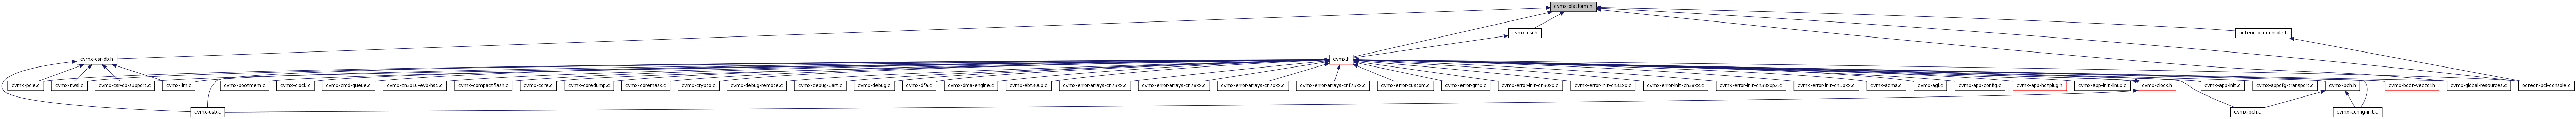 cvmx-platform.h
cvmx-csr.h
octeon-pci-console.h
cvmx-csr-db.h
cvmx.h
cvmx-pcie.c
cvmx-twsi.c
cvmx-csr-db-support.c
cvmx-llm.c
cvmx-bootmem.c
cvmx-clock.c
cvmx-cmd-queue.c
cvmx-cn3010-evb-hs5.c
cvmx-compactflash.c
cvmx-core.c
cvmx-coredump.c
cvmx-coremask.c
cvmx-crypto.c
cvmx-debug-remote.c
cvmx-debug-uart.c
cvmx-debug.c
cvmx-dfa.c
cvmx-dma-engine.c
cvmx-ebt3000.c
cvmx-error-arrays-cn73xx.c
cvmx-error-arrays-cn78xx.c
cvmx-error-arrays-cn7xxx.c
cvmx-error-arrays-cnf75xx.c
cvmx-error-custom.c
cvmx-error-gmx.c
cvmx-error-init-cn30xx.c
cvmx-error-init-cn31xx.c
cvmx-error-init-cn38xx.c
cvmx-error-init-cn38xxp2.c
cvmx-error-init-cn50xx.c
cvmx-adma.c
cvmx-agl.c
cvmx-app-config.c
cvmx-app-hotplug.h
cvmx-app-init-linux.c
cvmx-clock.h
cvmx-app-init.c
cvmx-appcfg-transport.c
cvmx-bch.h
cvmx-boot-vector.h
cvmx-global-resources.c
octeon-pci-console.c
cvmx-usb.c
cvmx-bch.c
cvmx-config-init.c